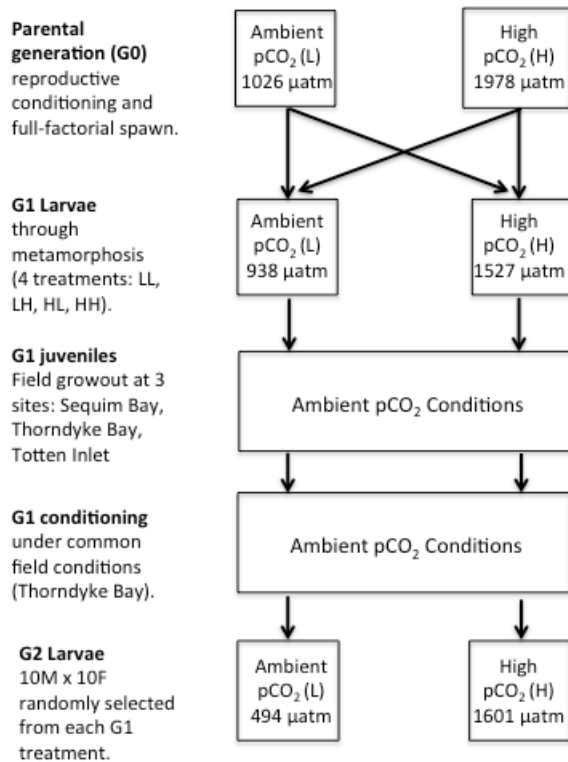 Parental
generation (G0)
reproductive
conditioning and
full-factorial spawn.
Ambient
pCO₂ (L)
1026 µatm
High
pCO₂ (H)
1978 µatm
G1 Larvae
through
metamorphosis
(4 treatments: LL,
LH, HL, HH).
Ambient
pCO₂ (L)
938 µatm
High
pCO₂ (H)
1527 µatm
G1 juveniles
Field growout at 3
sites: Sequim Bay,
Thorndyke Bay,
Totten Inlet
Ambient pCO₂ Conditions
G1 conditioning
under common
field conditions
(Thorndyke Bay).
Ambient pCO₂ Conditions
G2 Larvae
10M x 10F
randomly selected
from each G1
treatment.
Ambient
pCO₂ (L)
494 µatm
High
pCO₂ (H)
1601 µatm